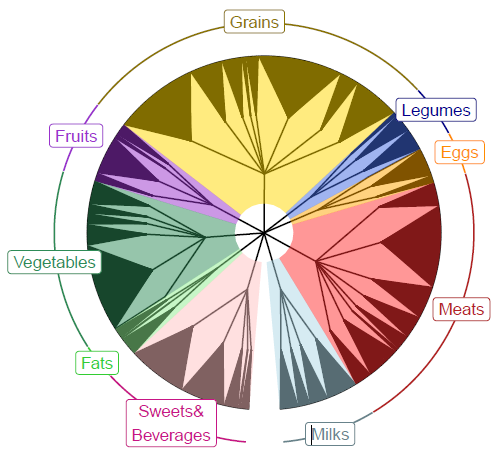 Grains
Legumes
Fruits
Eggs
Vegetables
Meats
Fats
Sweets&
Beverages
Milks